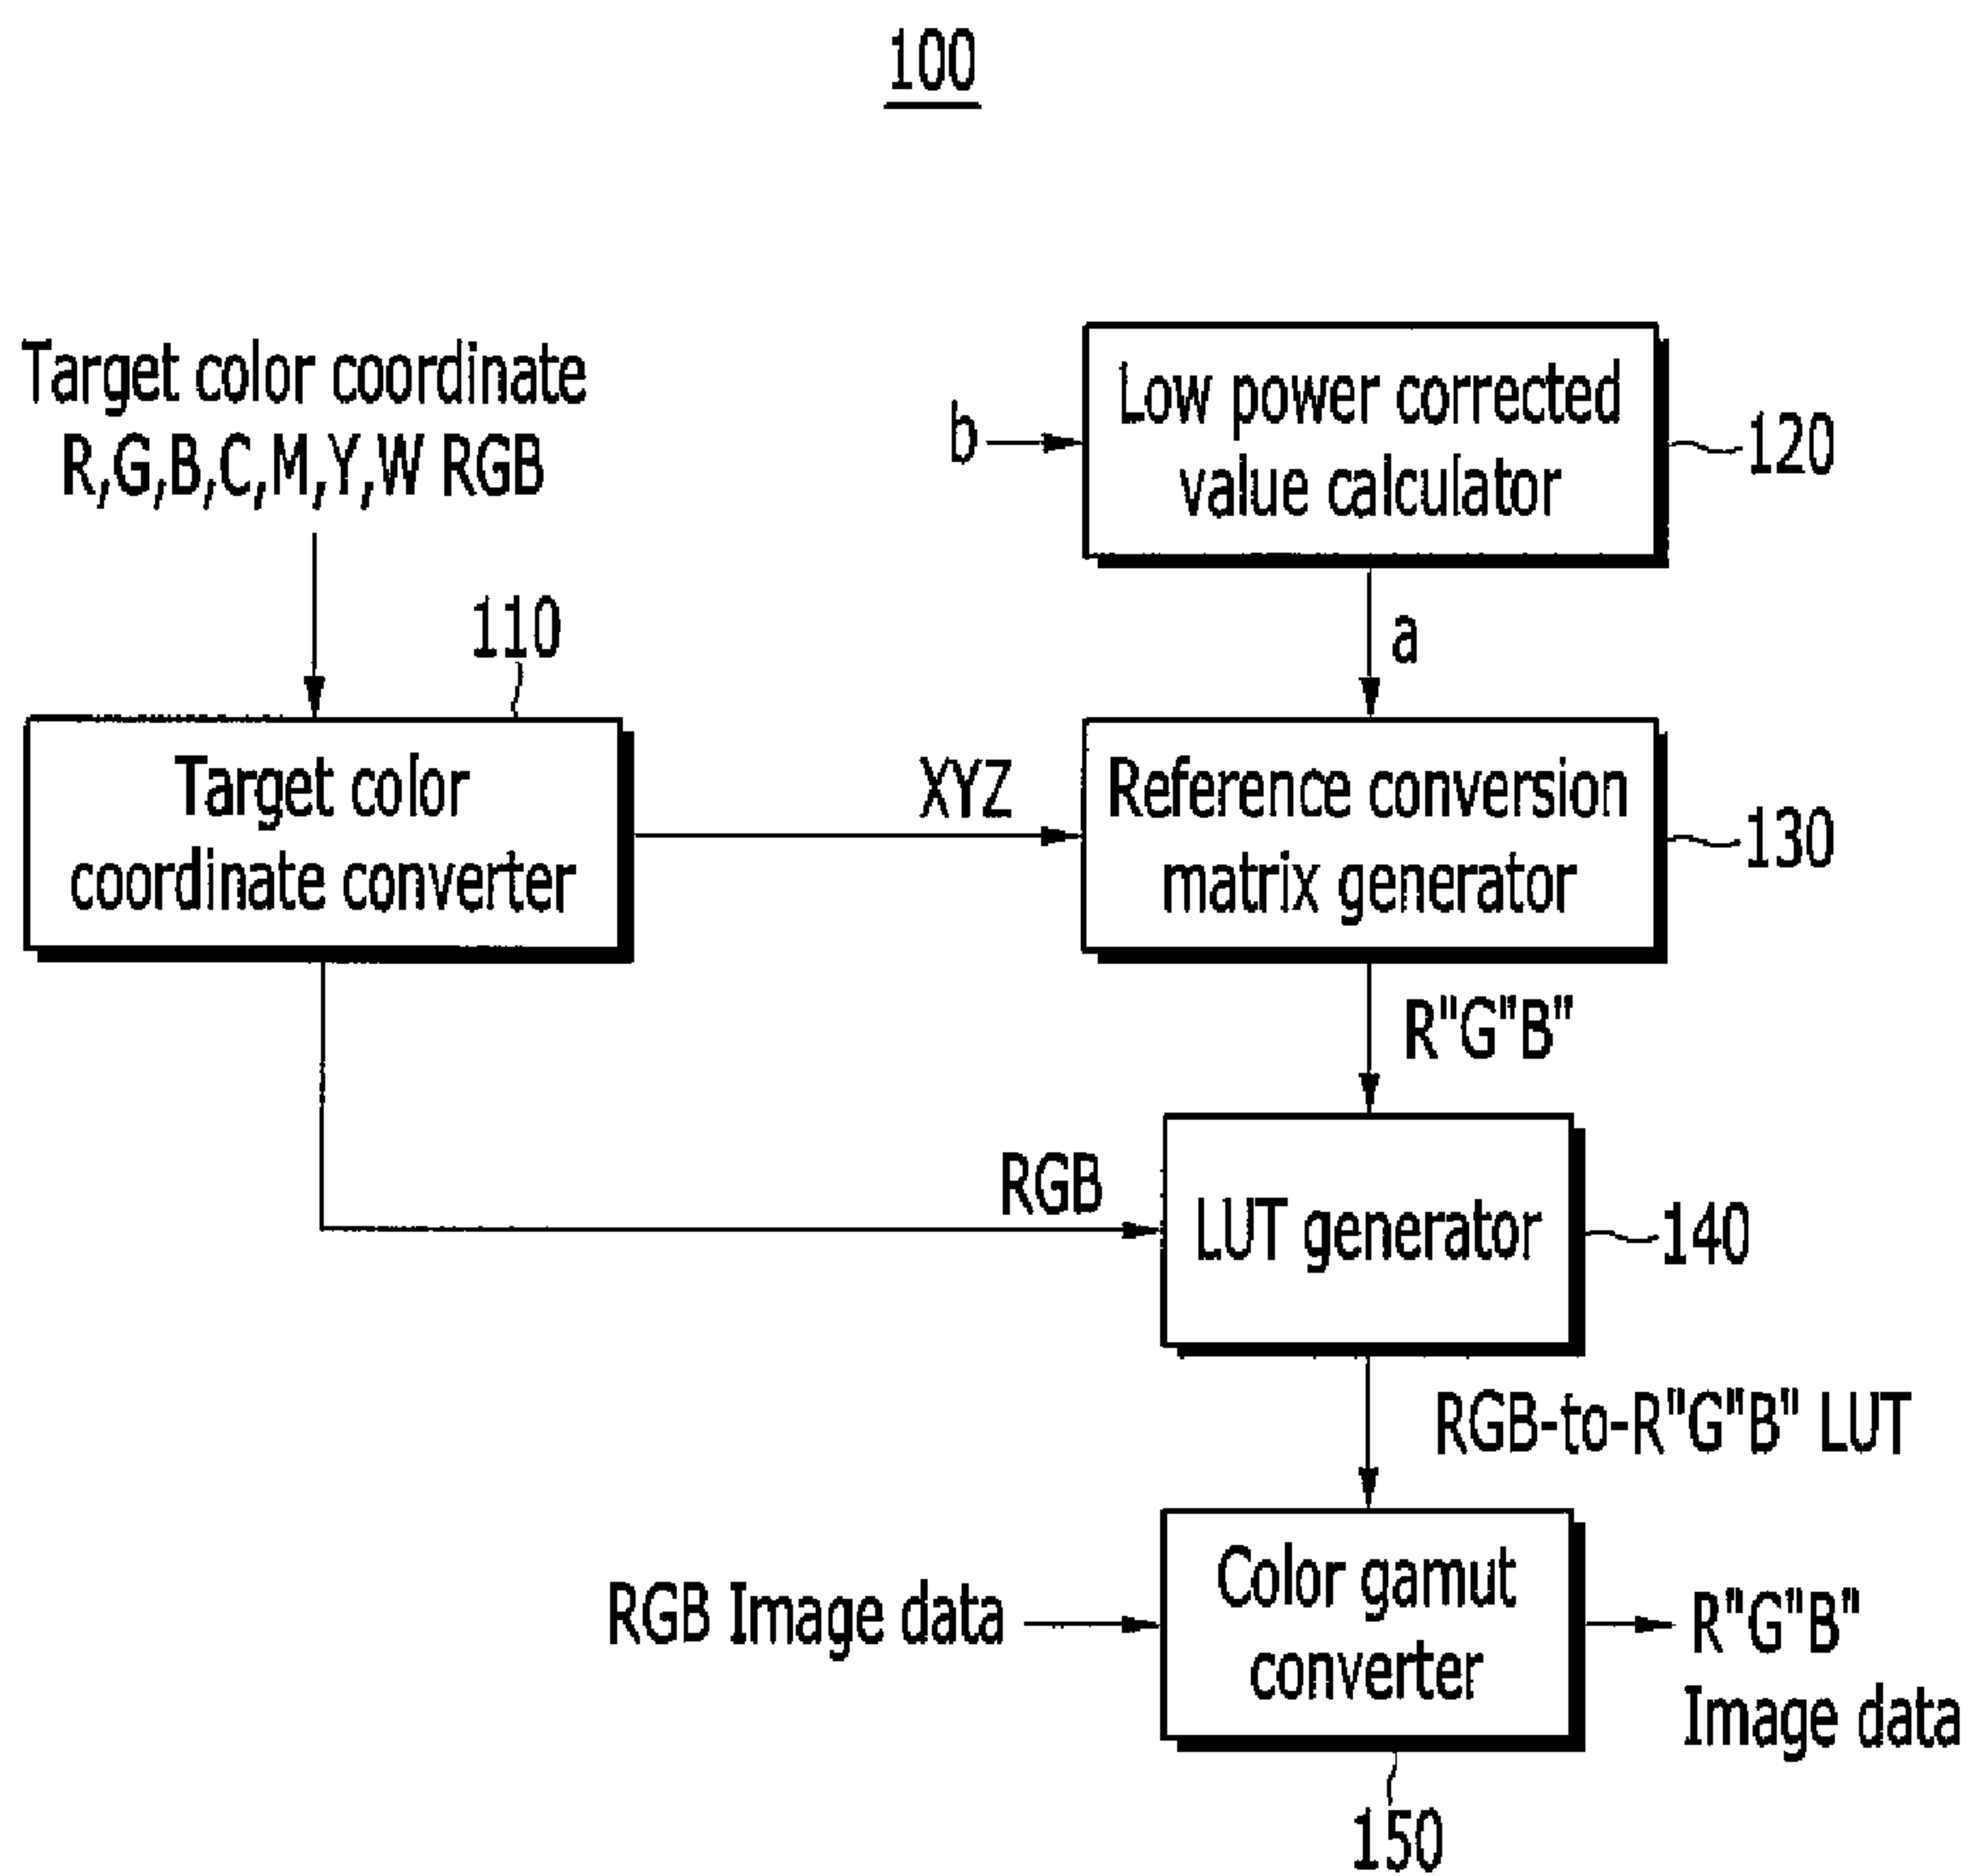 100
Target color coordinate
R,G,B,C,M,Y,W RGB
b
Low power corrected
value calculator
120
a
110
Target color
coordinate converter
XYZ
Reference conversion
matrix generator
130
R"G"B"
RGB
LUT generator
140
RGB-to-R"G"B" LUT
RGB Image data
Color gamut
converter
R"G"B"
Image data
150